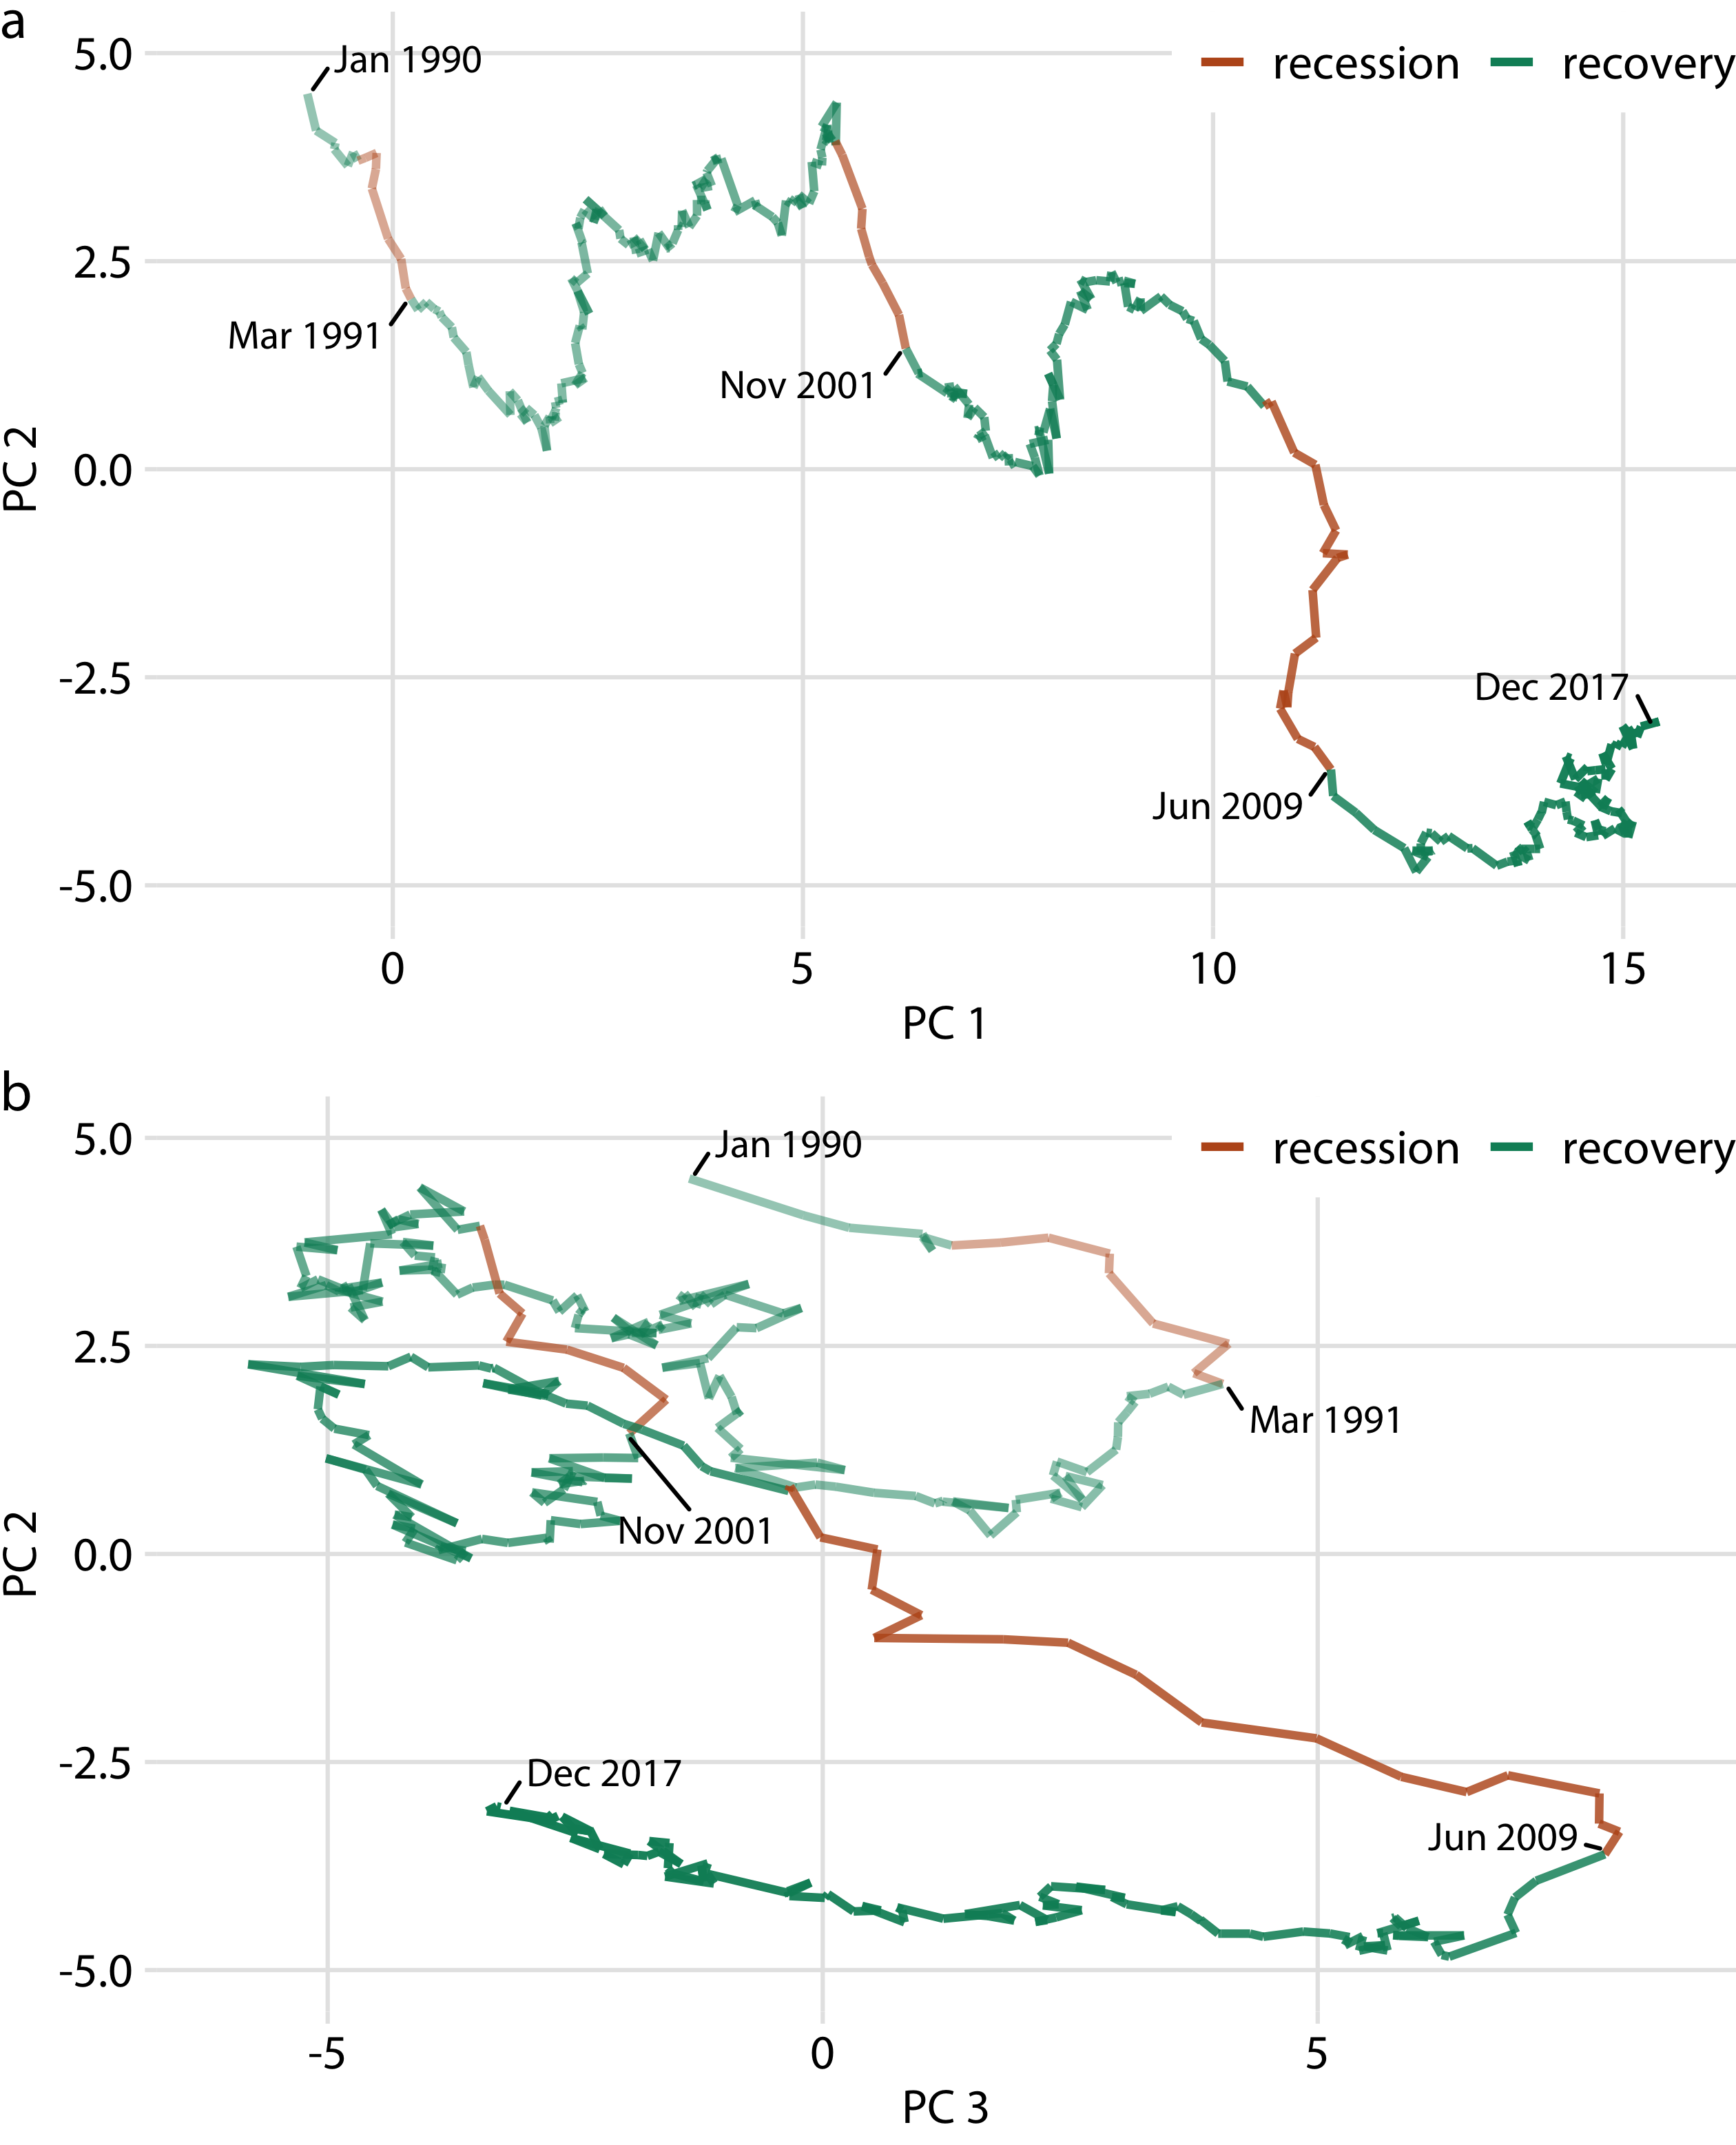 a
5.0
Jan 1990
recession
recovery
2.5
Mar 1991
Nov 2001
PC 2
0.0
-2.5
Dec 2017
Jun 2009
-5.0
0
5
10
15
PC 1
b
5.0
Jan 1990
recession
recovery
2.5
Mar 1991
Nov 2001
PC 2
0.0
-2.5
Dec 2017
Jun 2009
-5.0
-5
0
5
PC 3